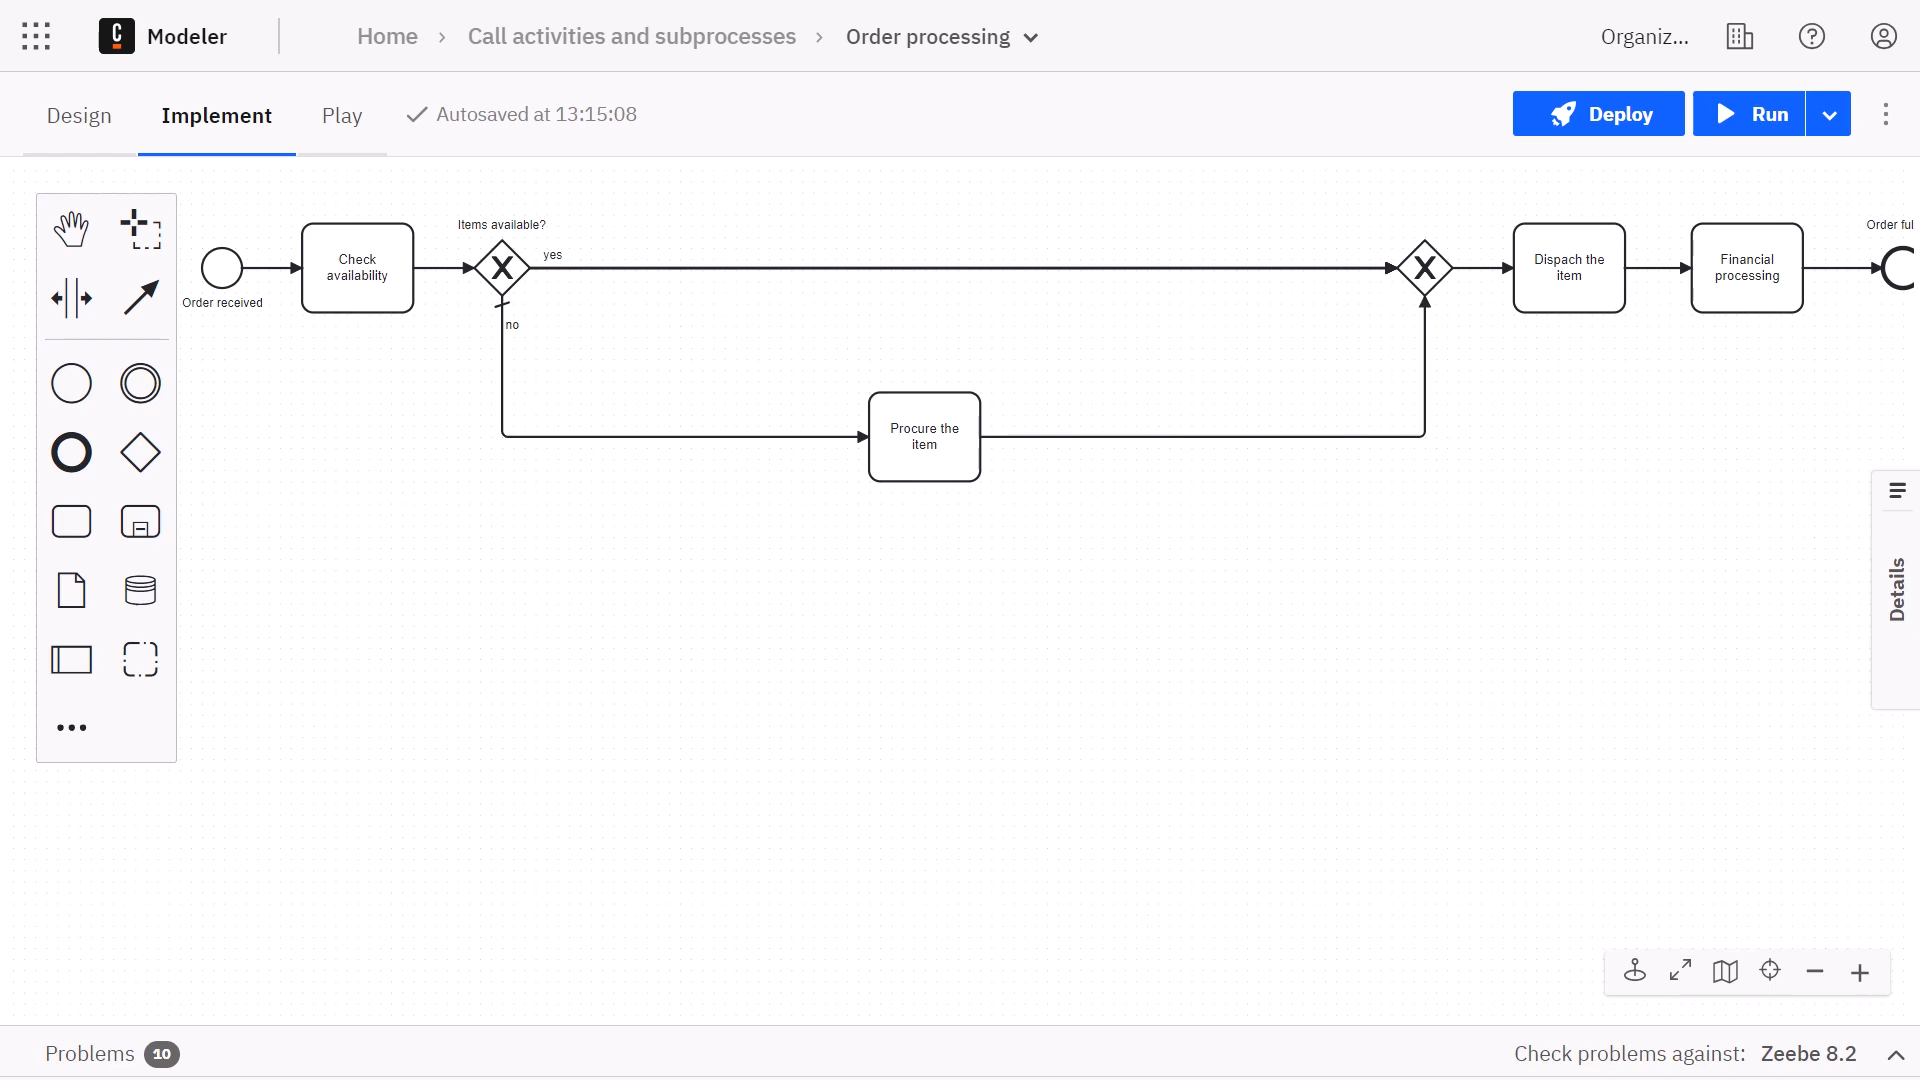 C Modeler
Home › Call activities and subprocesses › Order processing
Organiz...
Design
Implement
Play
Autosaved at 13:15:08
Deploy
Run
Items available?
Order ful
Check
availability
yes
Dispach the
item
Financial
processing
Order received
no
Procure the
item
Details
Problems 10
Check problems against: Zeebe 8.2